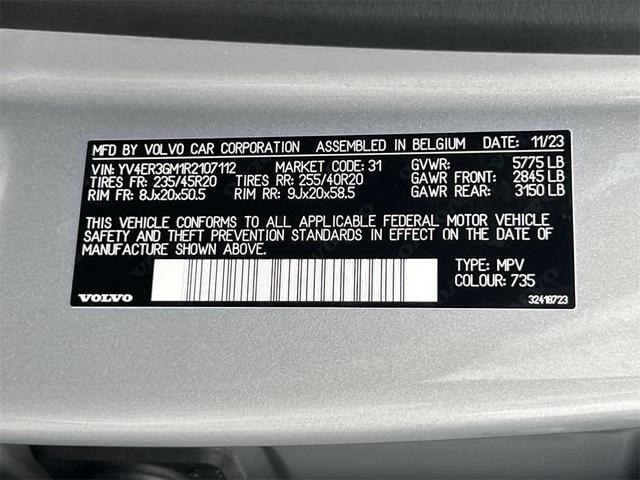 MFD BY VOLVO CAR CORPORATION ASSEMBLED IN BELGIUM DATE: 11/23
VIN: YV4ER3GM1R2107112 MARKET CODE: 31 GVWR: 5775 LB
TIRES FR: 235/45R20 TIRES RR: 255/40R20 GAWR FRONT: 2845 LB
RIM FR: 8Jx20x50.5 RIM RR: 9Jx20x58.5 GAWR REAR: 3150 LB
THIS VEHICLE CONFORMS TO ALL APPLICABLE FEDERAL MOTOR VEHICLE
SAFETY AND THEFT PREVENTION STANDARDS IN EFFECT ON THE DATE OF
MANUFACTURE SHOWN ABOVE.
TYPE: MPV
COLOUR: 735
VOLVO 32418723